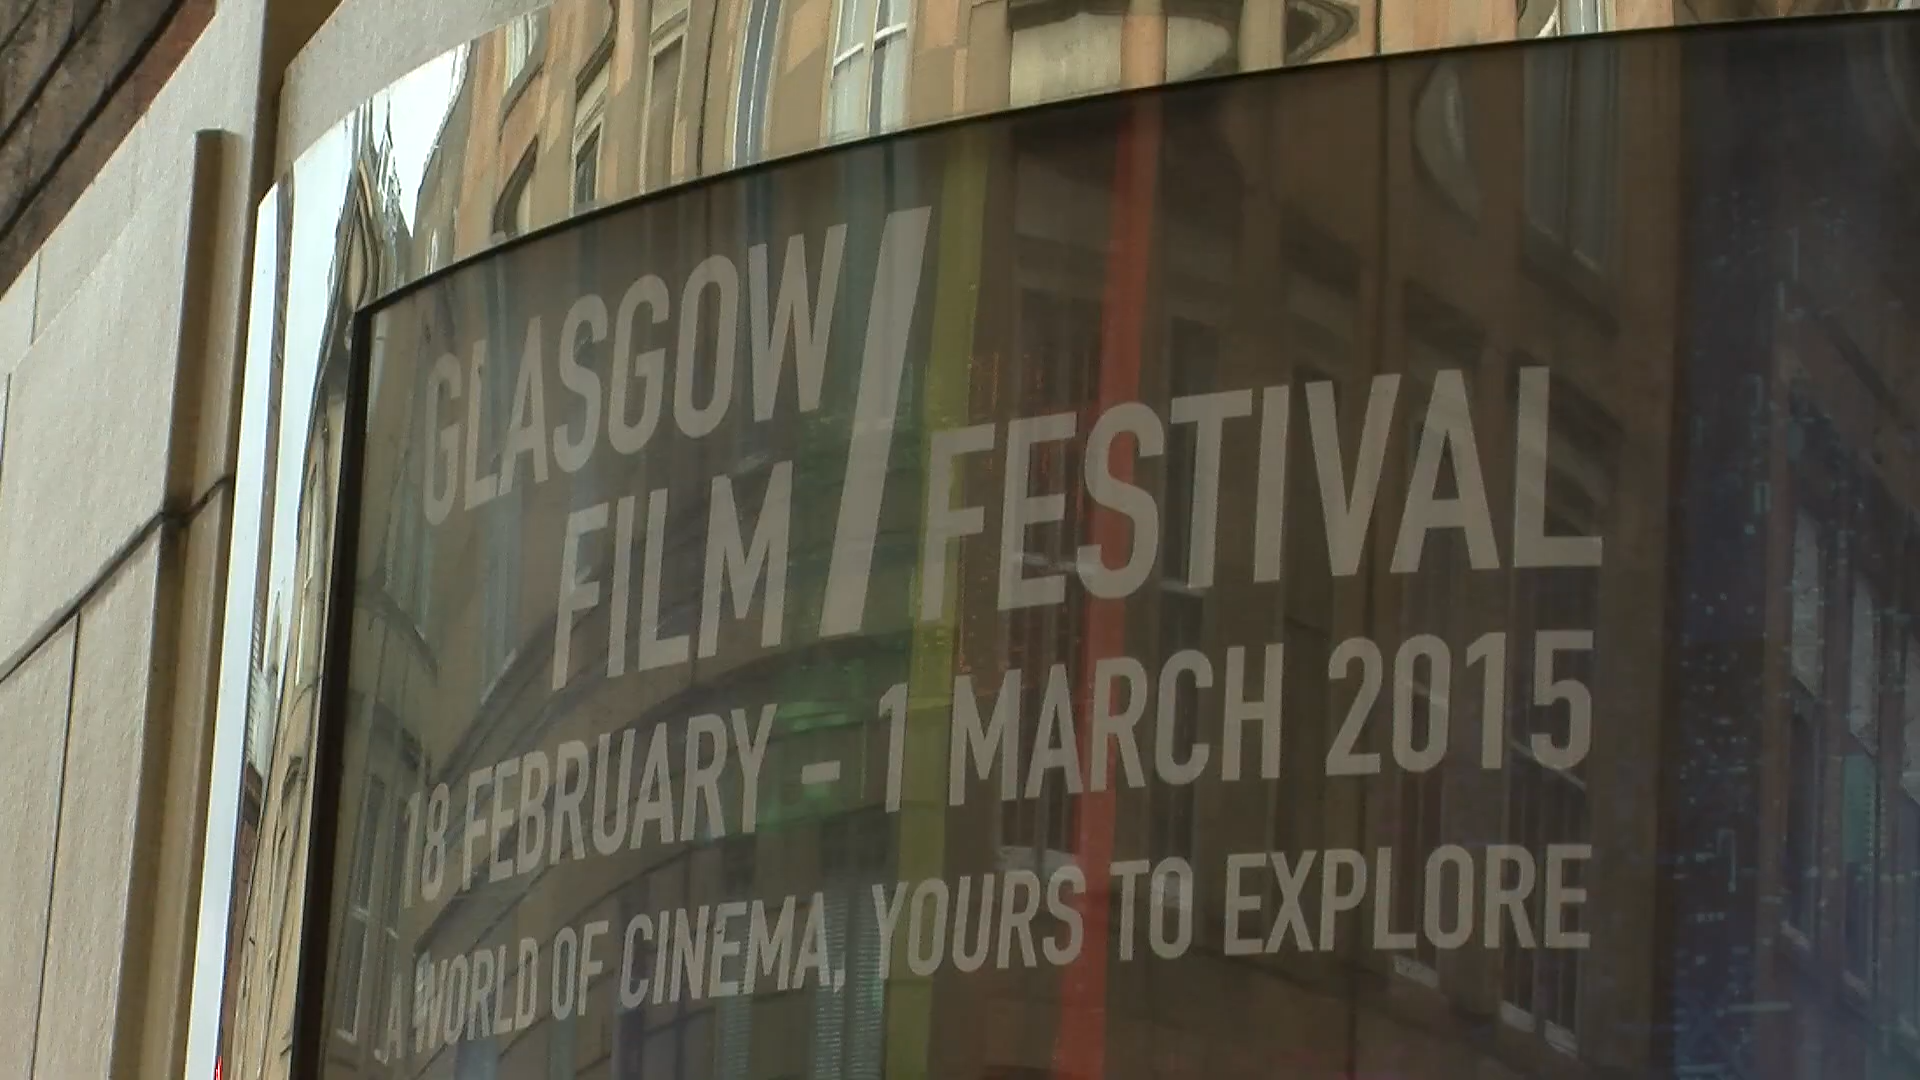 GLASGOW
FILM / FESTIVAL
18 FEBRUARY - 1 MARCH 2015
A WORLD OF CINEMA, YOURS TO EXPLORE